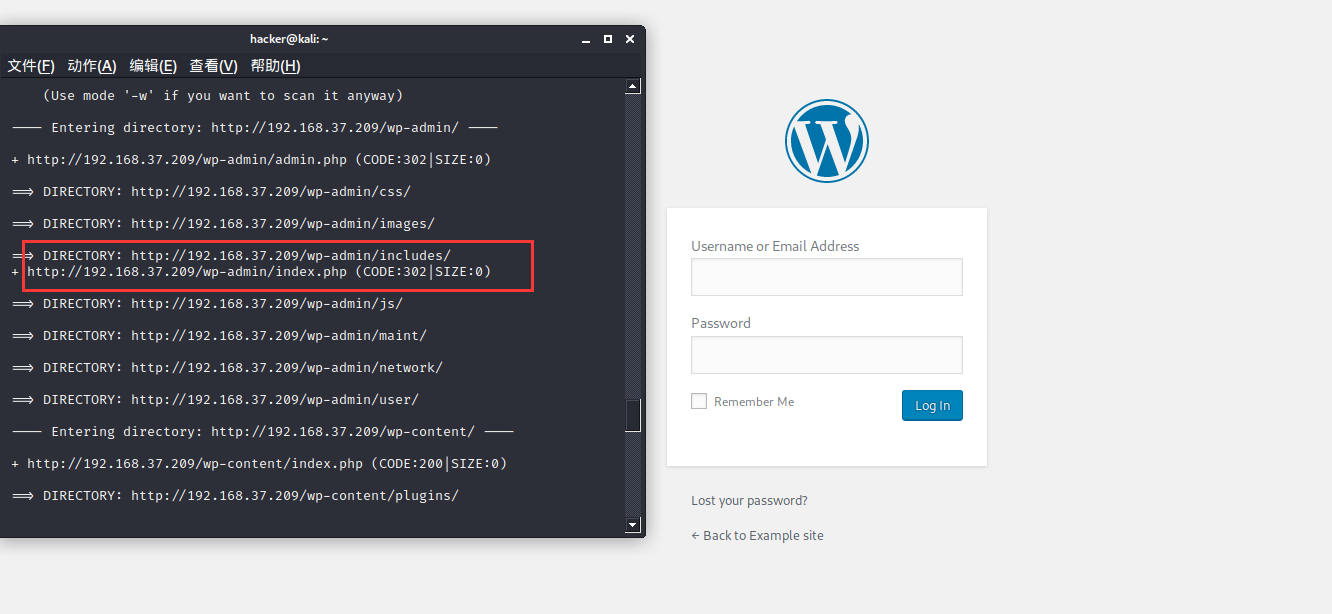 hacker@kali: ~
文件(F) 动作(A) 编辑(E) 查看(V) 帮助(H)
(Use mode '-w' if you want to scan it anyway)
---- Entering directory: http://192.168.37.209/wp-admin/ ----
+ http://192.168.37.209/wp-admin/admin.php (CODE:302|SIZE:0)
==> DIRECTORY: http://192.168.37.209/wp-admin/css/
==> DIRECTORY: http://192.168.37.209/wp-admin/images/
==> DIRECTORY: http://192.168.37.209/wp-admin/includes/
+ http://192.168.37.209/wp-admin/index.php (CODE:302|SIZE:0)
==> DIRECTORY: http://192.168.37.209/wp-admin/js/
==> DIRECTORY: http://192.168.37.209/wp-admin/maint/
==> DIRECTORY: http://192.168.37.209/wp-admin/network/
==> DIRECTORY: http://192.168.37.209/wp-admin/user/
---- Entering directory: http://192.168.37.209/wp-content/ ----
+ http://192.168.37.209/wp-content/index.php (CODE:200|SIZE:0)
==> DIRECTORY: http://192.168.37.209/wp-content/plugins/
Username or Email Address
Password
Remember Me
Log In
Lost your password?
← Back to Example site